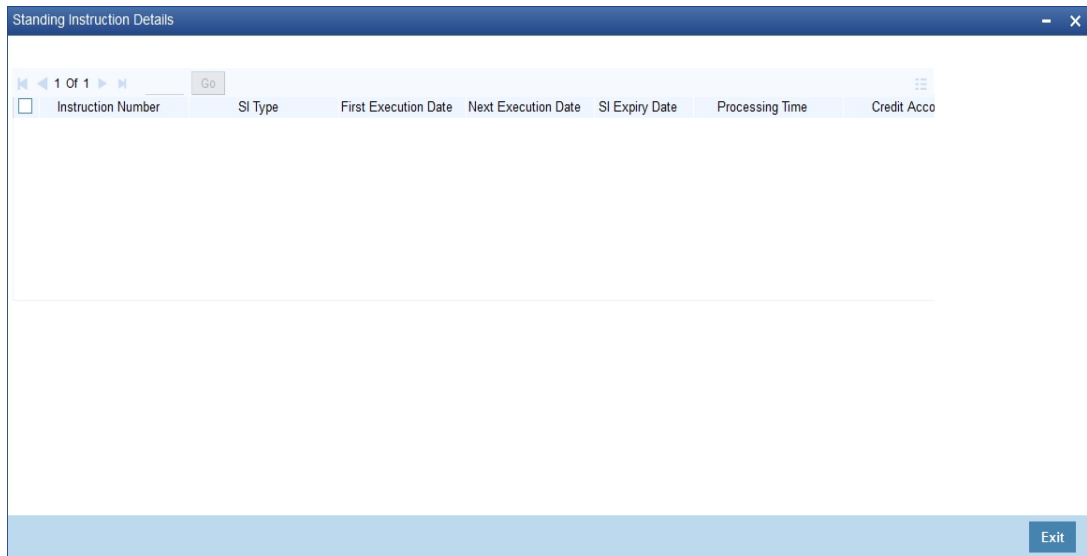 Standing Instruction Details
1 Of 1 Go
Instruction Number SI Type First Execution Date Next Execution Date SI Expiry Date Processing Time Credit Acco
Exit